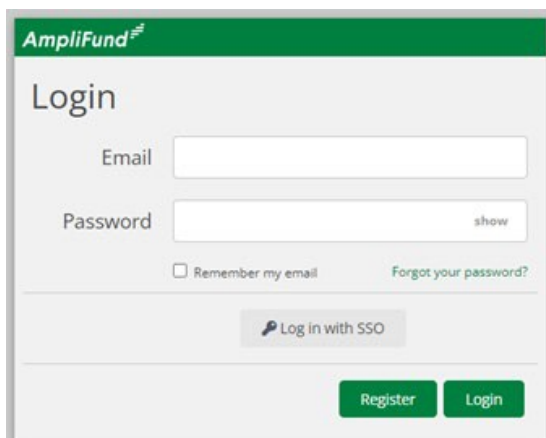 AmpliFund
Login
Email
Password show
Remember my email Forgot your password?
Log in with SSO
Register Login